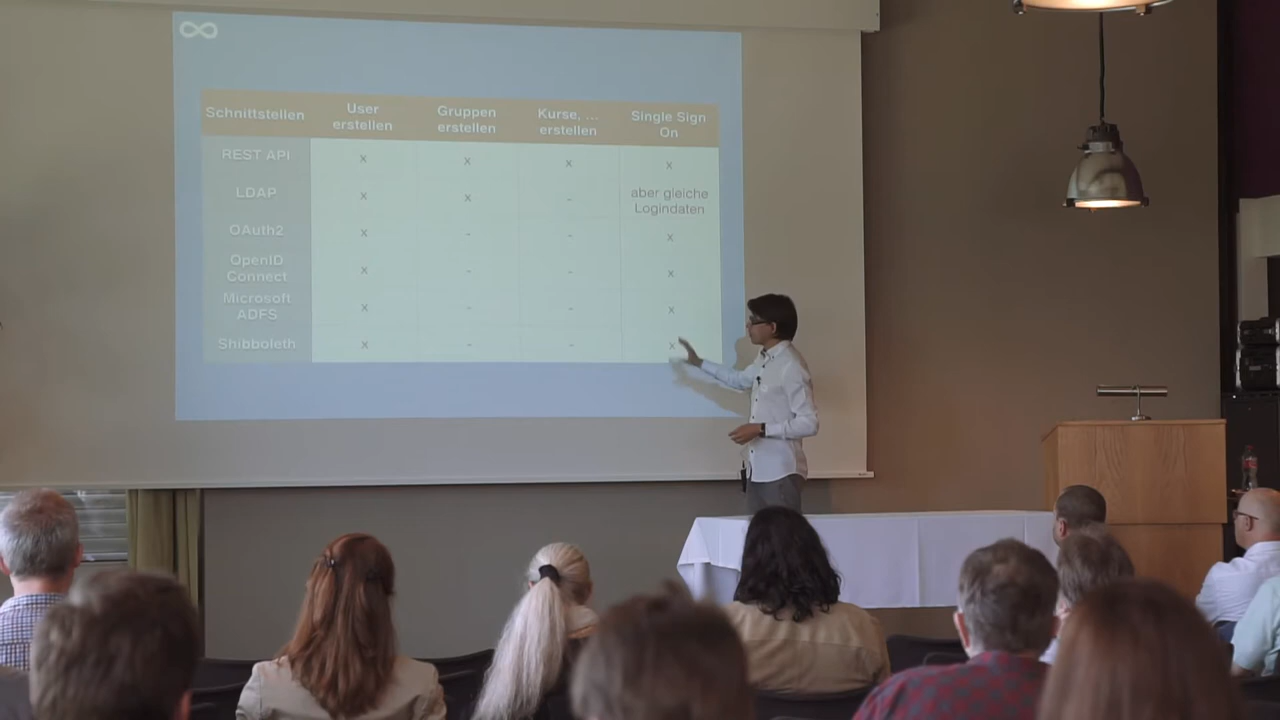 Schnittstellen User erstellen Gruppen erstellen Kurse, ... erstellen Single Sign On
REST API x x x x
LDAP x x - aber gleiche Logindaten
OAuth2 x - - x
OpenID Connect x - - x
Microsoft ADFS x - - x
Shibboleth x - - x